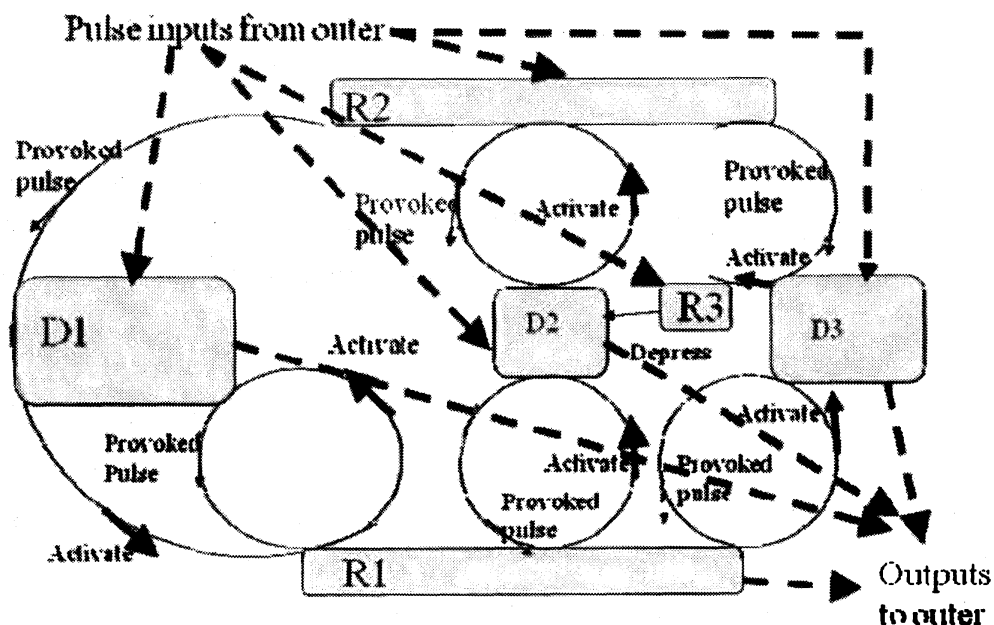 Pulse inputs from outer
R2
Provoked
pulse
Provoked
pulse
Activate
Provoked
pulse
Activate
D1
D2
R3
D3
Activate
Depress
Activate
Provoked
Pulse
Activate
Provoked
pulse
Provoked
pulse
Activate
R1
Outputs
to outer